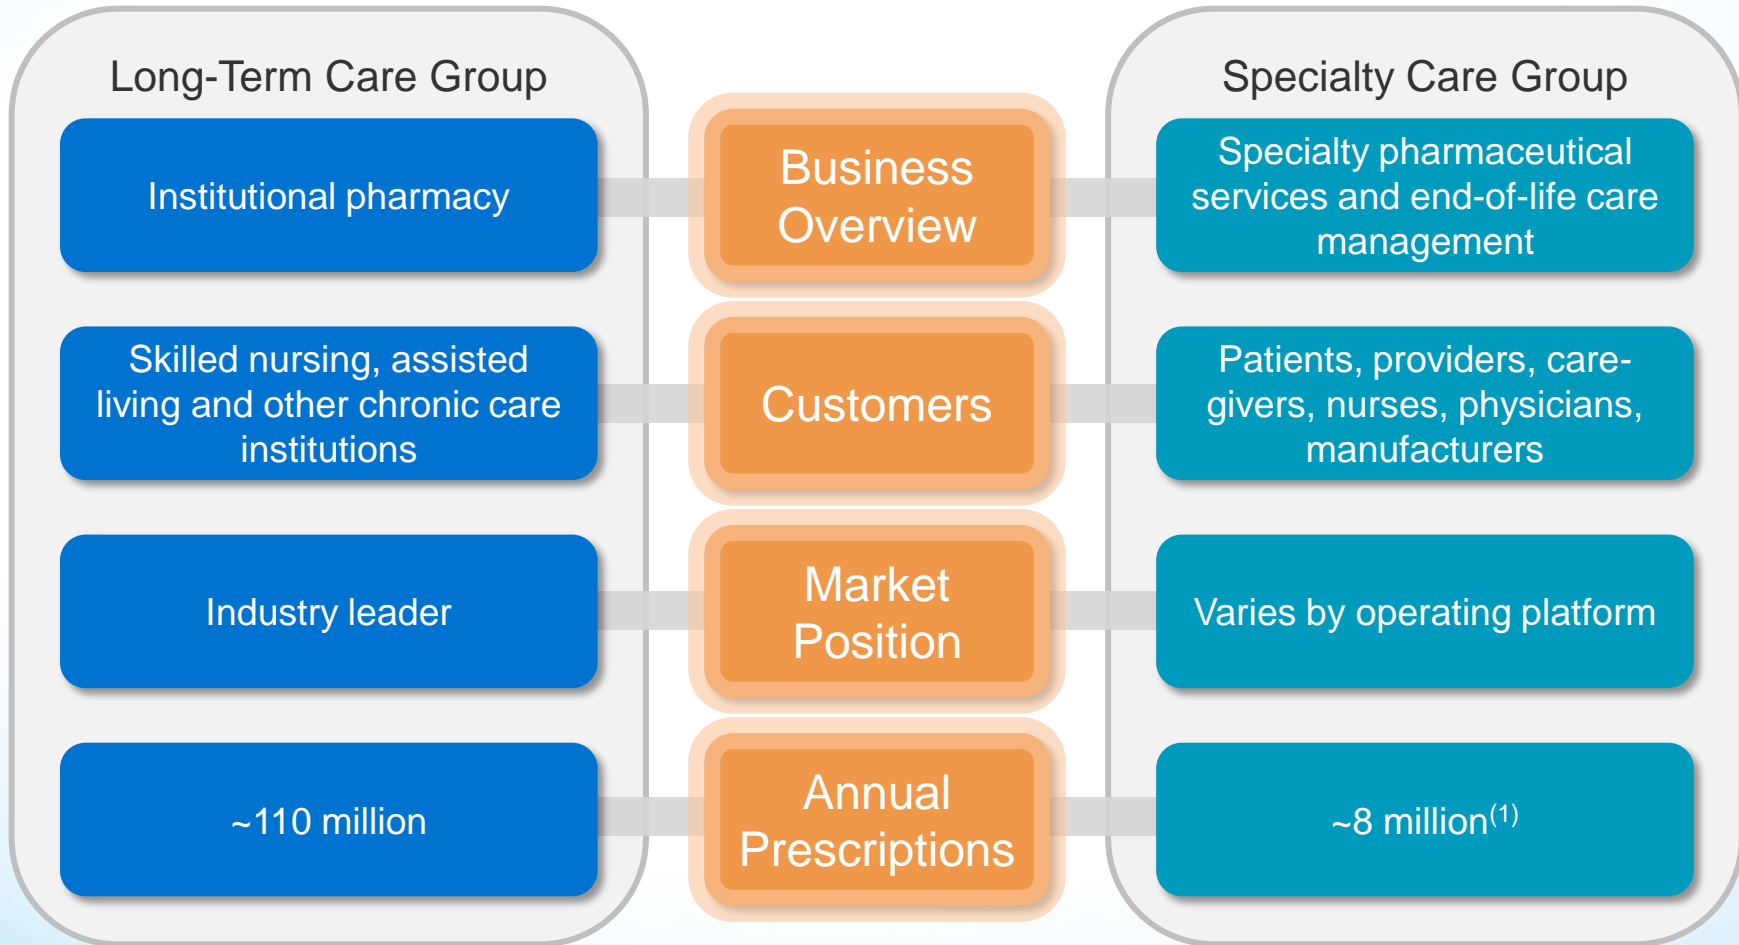 Long-Term Care Group
Specialty Care Group
Institutional pharmacy
Business
Overview
Specialty pharmaceutical
services and end-of-life care
management
Skilled nursing, assisted
living and other chronic care
institutions
Customers
Patients, providers, care-
givers, nurses, physicians,
manufacturers
Industry leader
Market
Position
Varies by operating platform
~110 million
Annual
Prescriptions
~8 million(1)